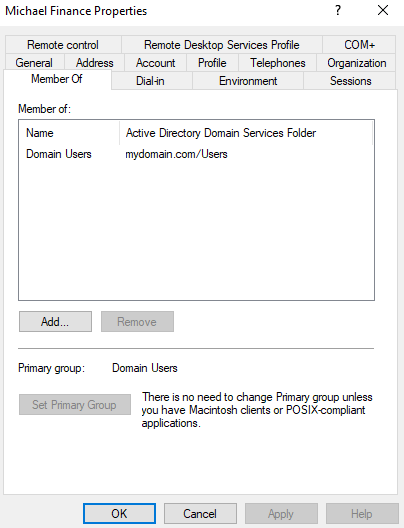 Michael Finance Properties
Remote control Remote Desktop Services Profile COM+
General Address Account Profile Telephones Organization
Member Of Dial-in Environment Sessions
Member of:
Name Active Directory Domain Services Folder
Domain Users mydomain.com/Users
Add... Remove
Primary group: Domain Users
Set Primary Group
There is no need to change Primary group unless
you have Macintosh clients or POSIX-compliant
applications.
OK Cancel Apply Help